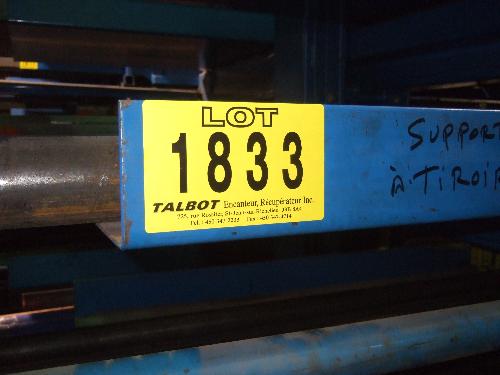 LOT
1833
TALBOT Encanteur, Récupérateur Inc.
SUPPORT
À TIROIR